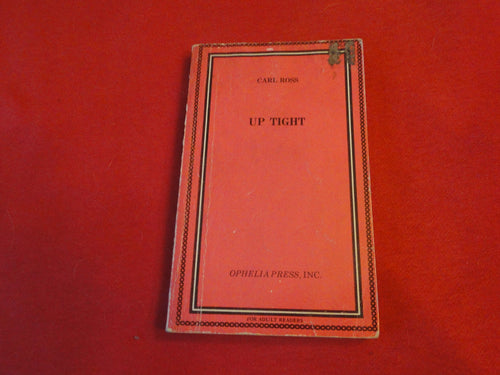 CARL ROSS
UP TIGHT
OPHELIA PRESS, INC.
FOR ADULT READERS